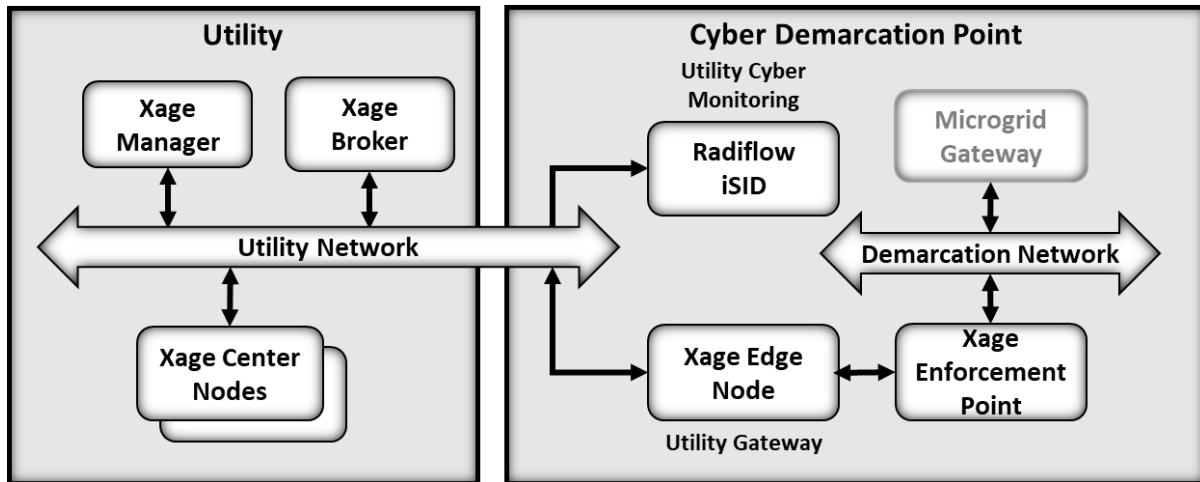 Utility
Xage
Manager
Xage
Broker
Utility Network
Xage Center
Nodes
Cyber Demarcation Point
Utility Cyber
Monitoring
Radiflow
iSID
Microgrid
Gateway
Demarcation Network
Xage Edge
Node
Utility Gateway
Xage
Enforcement
Point